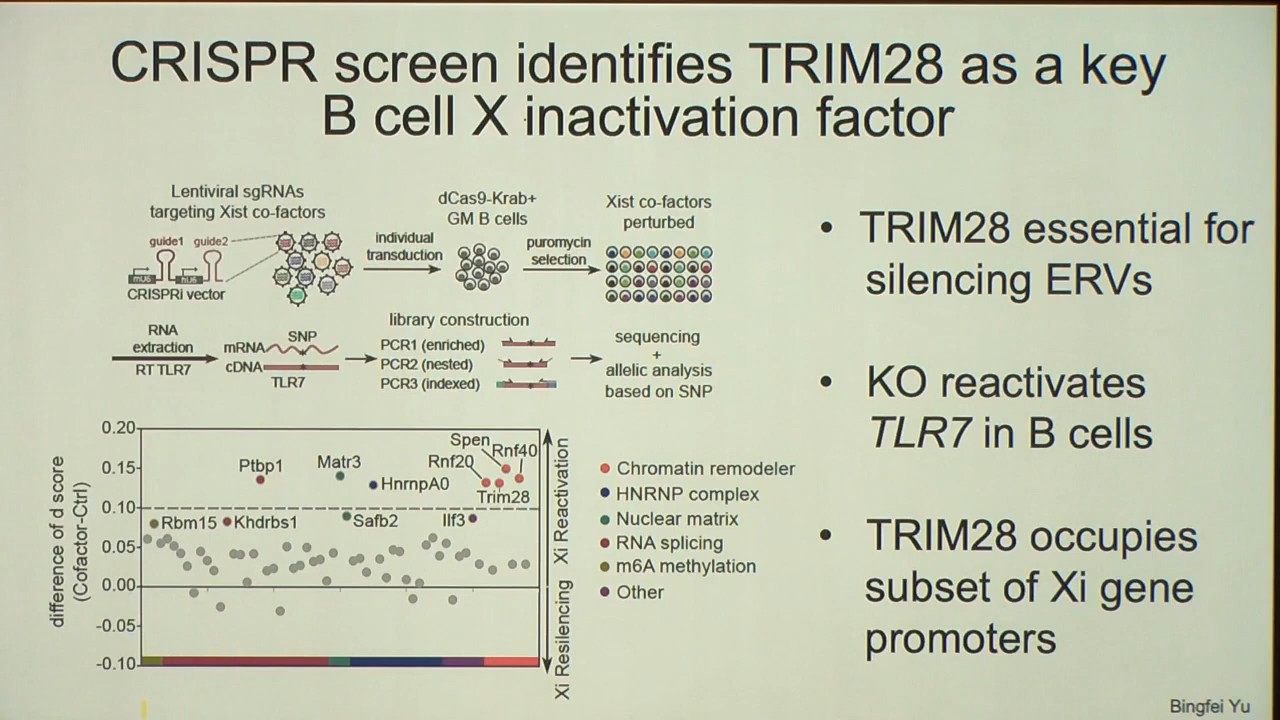 CRISPR screen identifies TRIM28 as a key
B cell X inactivation factor
Lentiviral sgRNAs
targeting Xist co-factors
guide1 guide2
mU6 hU6
CRISPRi vector
individual
transduction
dCas9-Krab+
GM B cells
puromycin
selection
Xist co-factors
perturbed
RNA
extraction
RT TLR7
SNP
mRNA
cDNA
TLR7
library construction
PCR1 (enriched)
PCR2 (nested)
PCR3 (indexed)
sequencing
+
allelic analysis
based on SNP
difference of d score
(Cofactor-Ctrl)
0.20
0.15
0.10
0.05
0.00
-0.05
-0.10
Ptbp1
Matr3
HnrnpA0
Spen
Rnf40
Rnf20
Trim28
Rbm15
Khdrbs1
Safb2
Ilf3
Xi Reactivation
Xi Resilencing
Chromatin remodeler
HNRNP complex
Nuclear matrix
RNA splicing
m6A methylation
Other
• TRIM28 essential for
silencing ERVs
• KO reactivates
TLR7 in B cells
• TRIM28 occupies
subset of Xi gene
promoters
Bingfei Yu